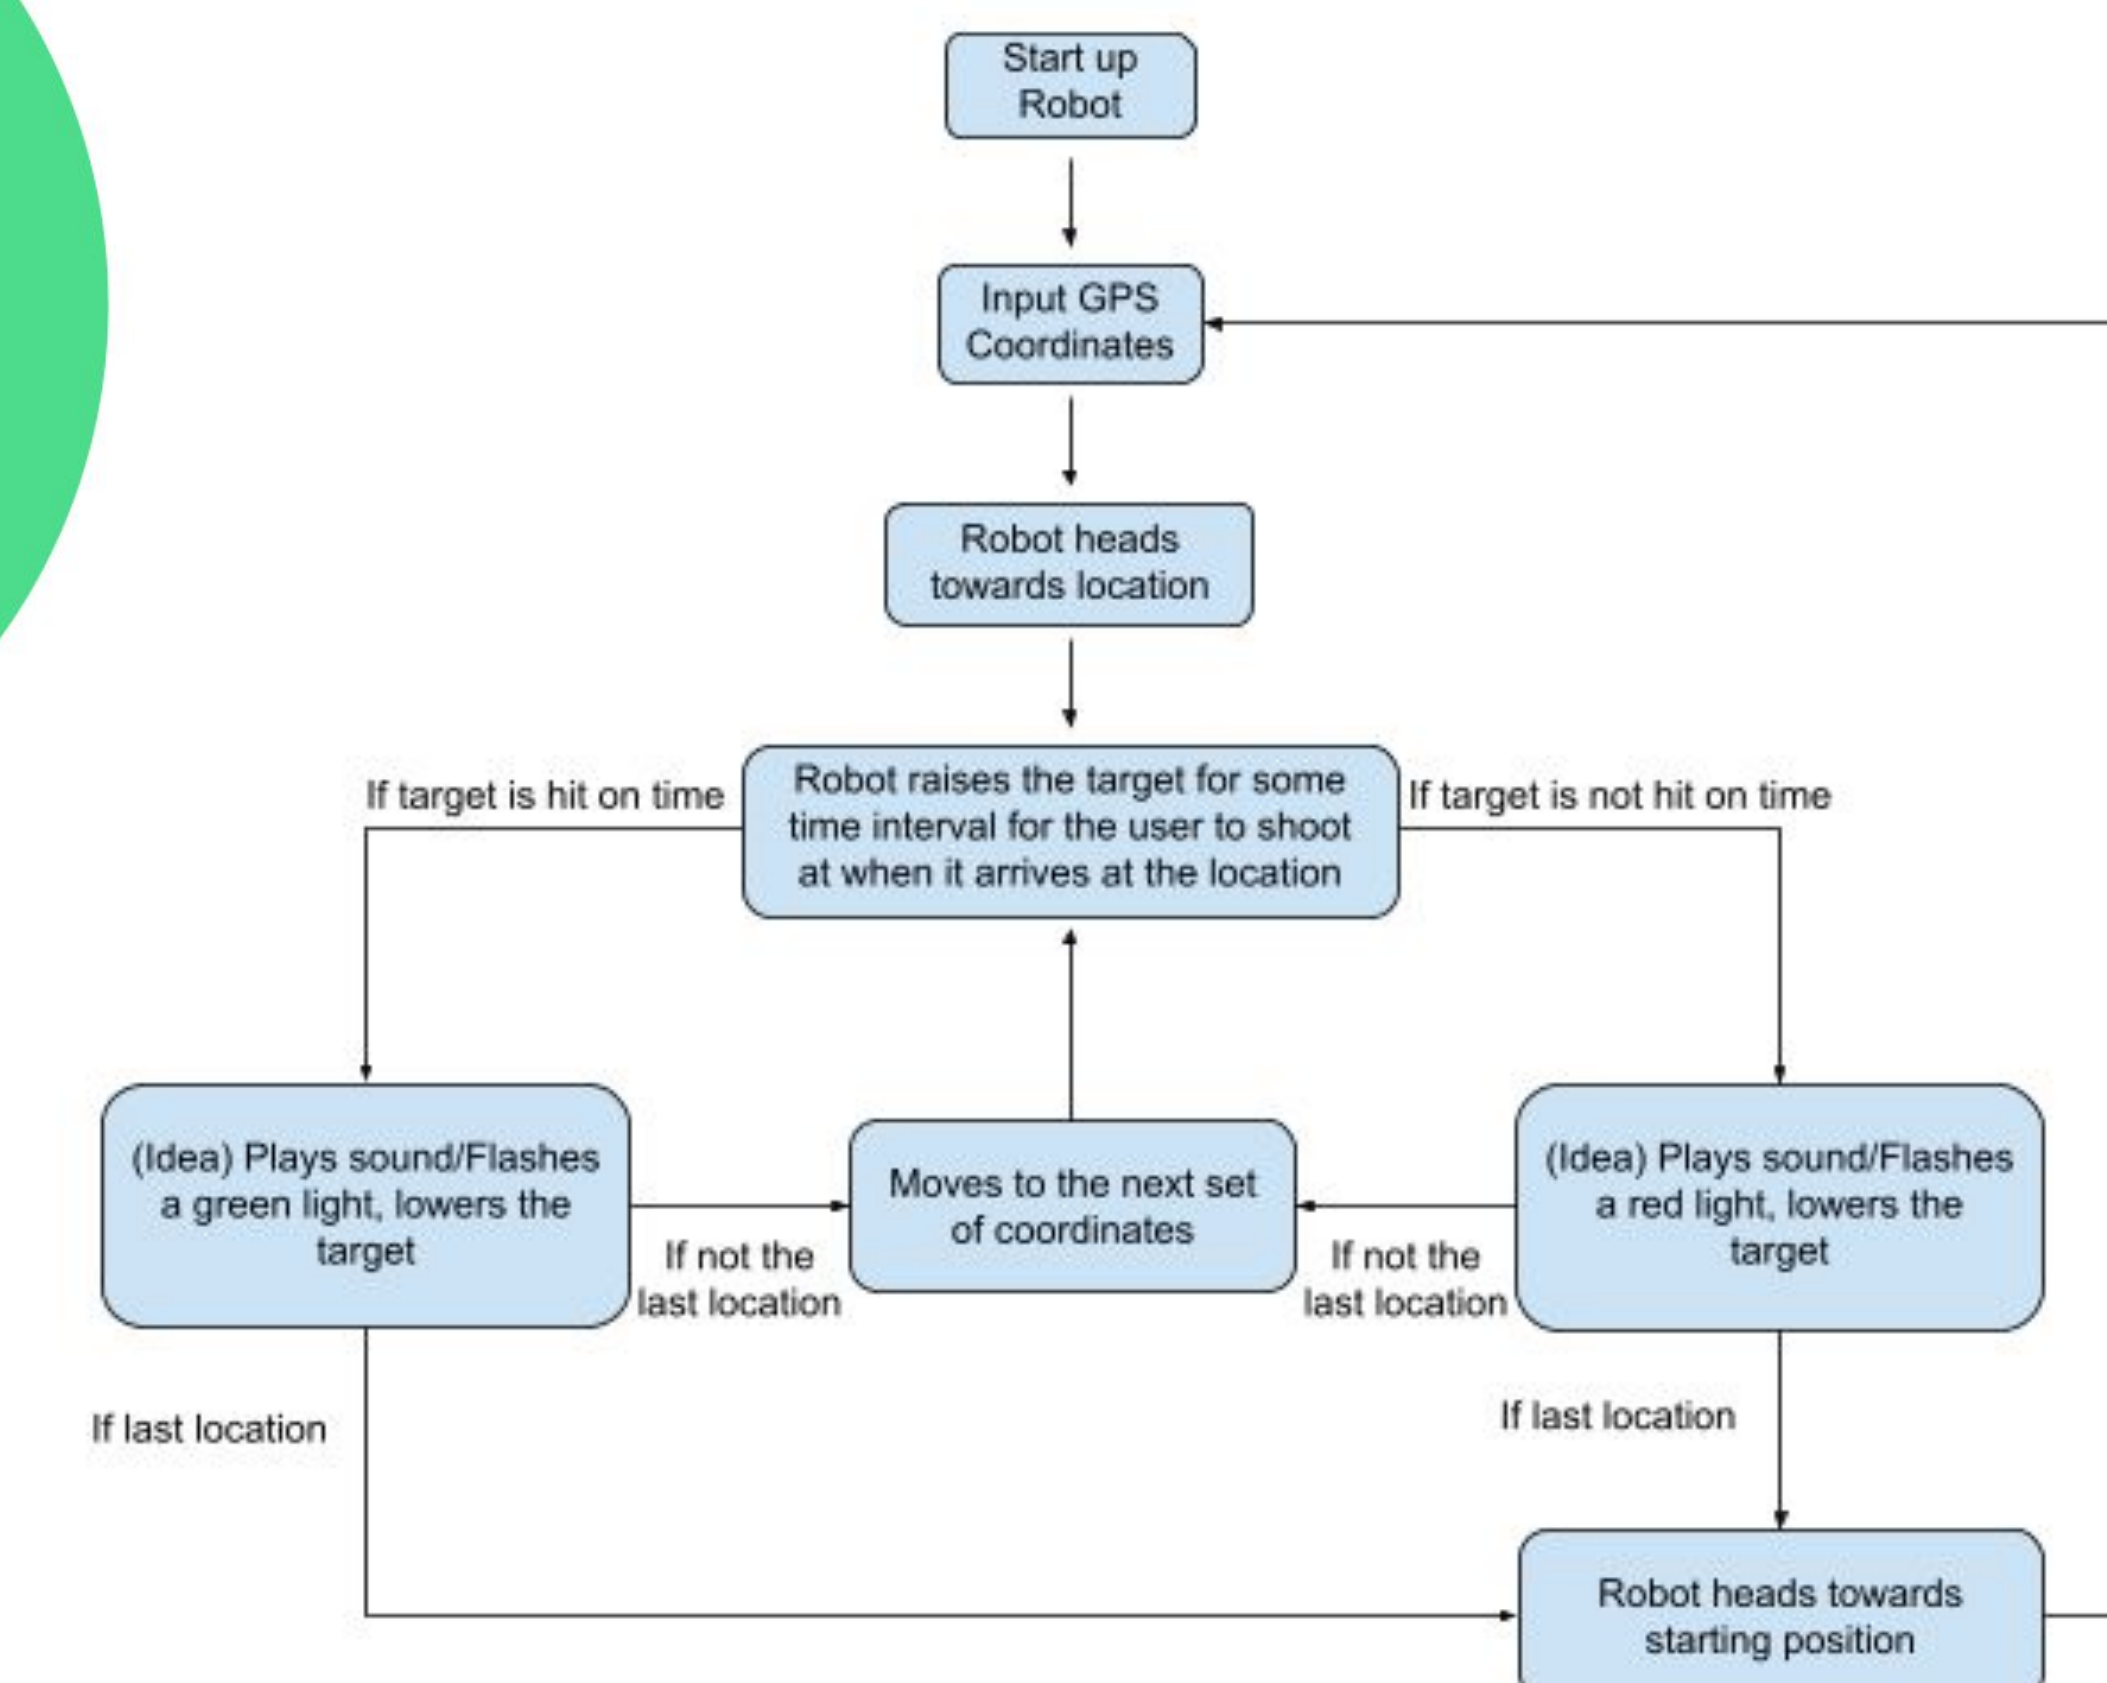 Start up
Robot
Input GPS
Coordinates
Robot heads
towards location
If target is hit on time
Robot raises the target for some
time interval for the user to shoot
at when it arrives at the location
If target is not hit on time
(Idea) Plays sound/Flashes
a green light, lowers the
target
If not the
last location
Moves to the next set
of coordinates
If not the
last location
(Idea) Plays sound/Flashes
a red light, lowers the
target
If last location
If last location
Robot heads towards
starting position